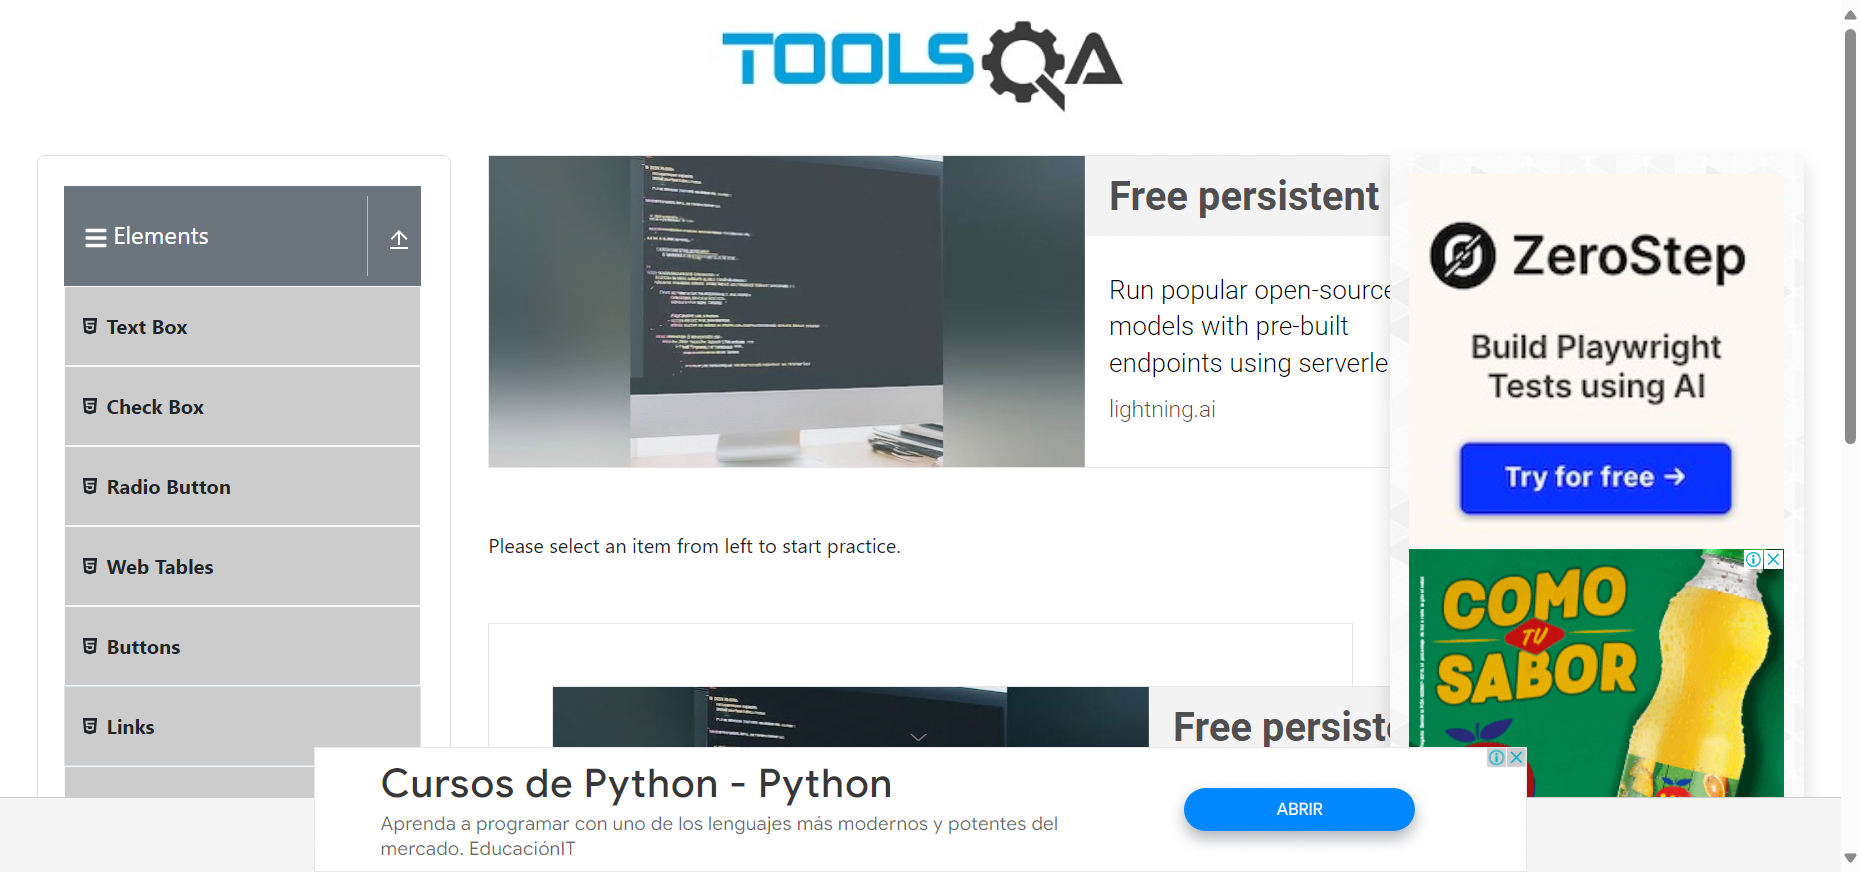 TOOLSQA
Elements
Text Box
Check Box
Radio Button
Web Tables
Buttons
Links
Free persistent
Run popular open-source
models with pre-built
endpoints using serverle
lightning.ai
Please select an item from left to start practice.
Free persiste
ZeroStep
Build Playwright
Tests using AI
Try for free →
COMO
TU
SABOR
Cursos de Python - Python
Aprenda a programar con uno de los lenguajes más modernos y potentes del
mercado. EducaciónIT
ABRIR